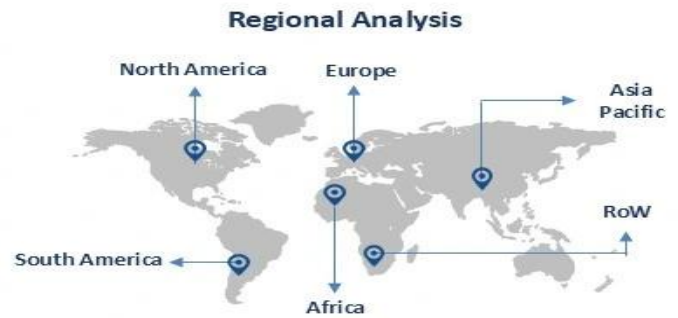 Regional Analysis
North America
Europe
Asia
Pacific
RoW
South America
Africa